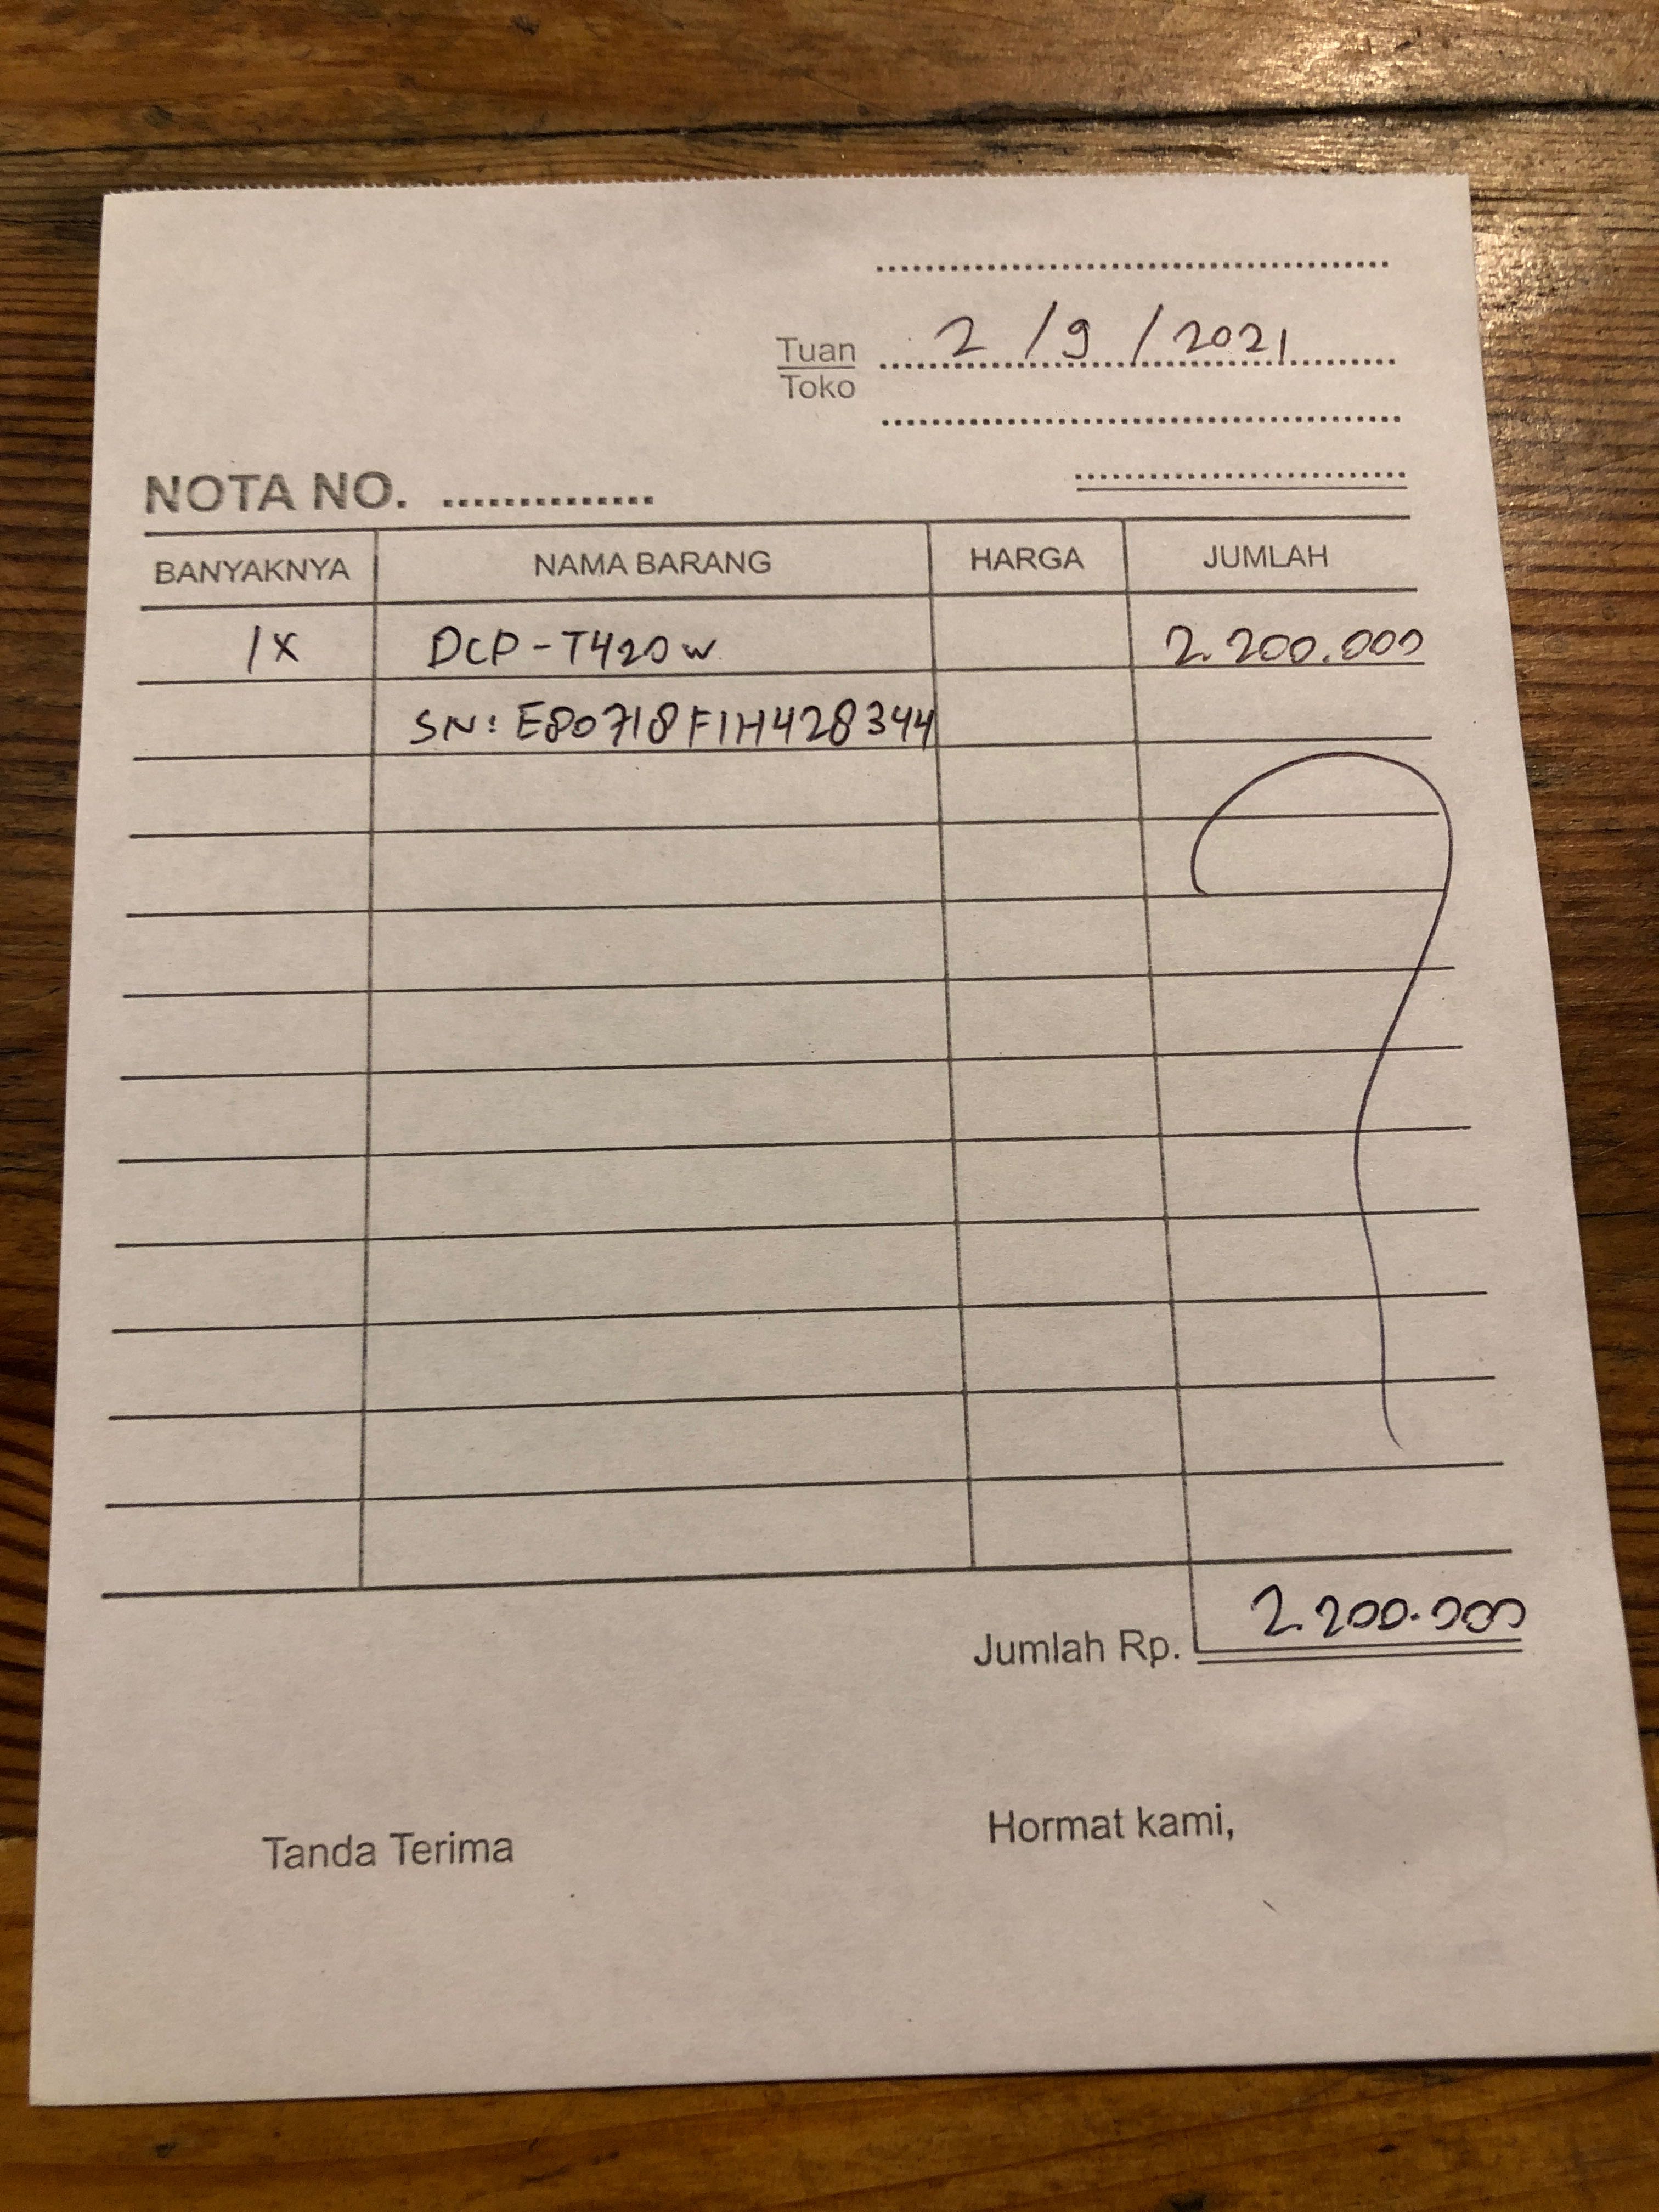 Tuan
Toko
2/9/2021
NOTA NO. ..............
BANYAKNYA NAMA BARANG HARGA JUMLAH
1X DCP-T420w 2.200.000
SN: E80718F1H428344
Jumlah Rp. 2.200.000
Tanda Terima Hormat kami,